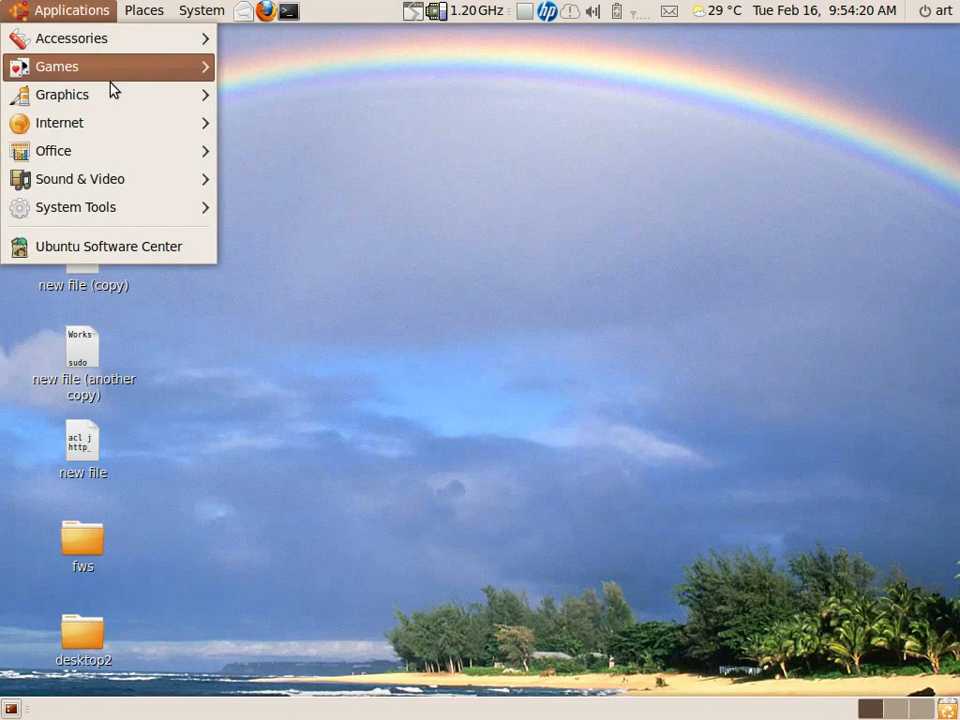 Applications Places System 1.20 GHz hp 29 °C Tue Feb 16, 9:54:20 AM art
Accessories
Games
Graphics
Internet
Office
Sound & Video
System Tools
Ubuntu Software Center
new file (copy)
Works
sudo
new file (another
copy)
acl j
http_
new file
fws
desktop2